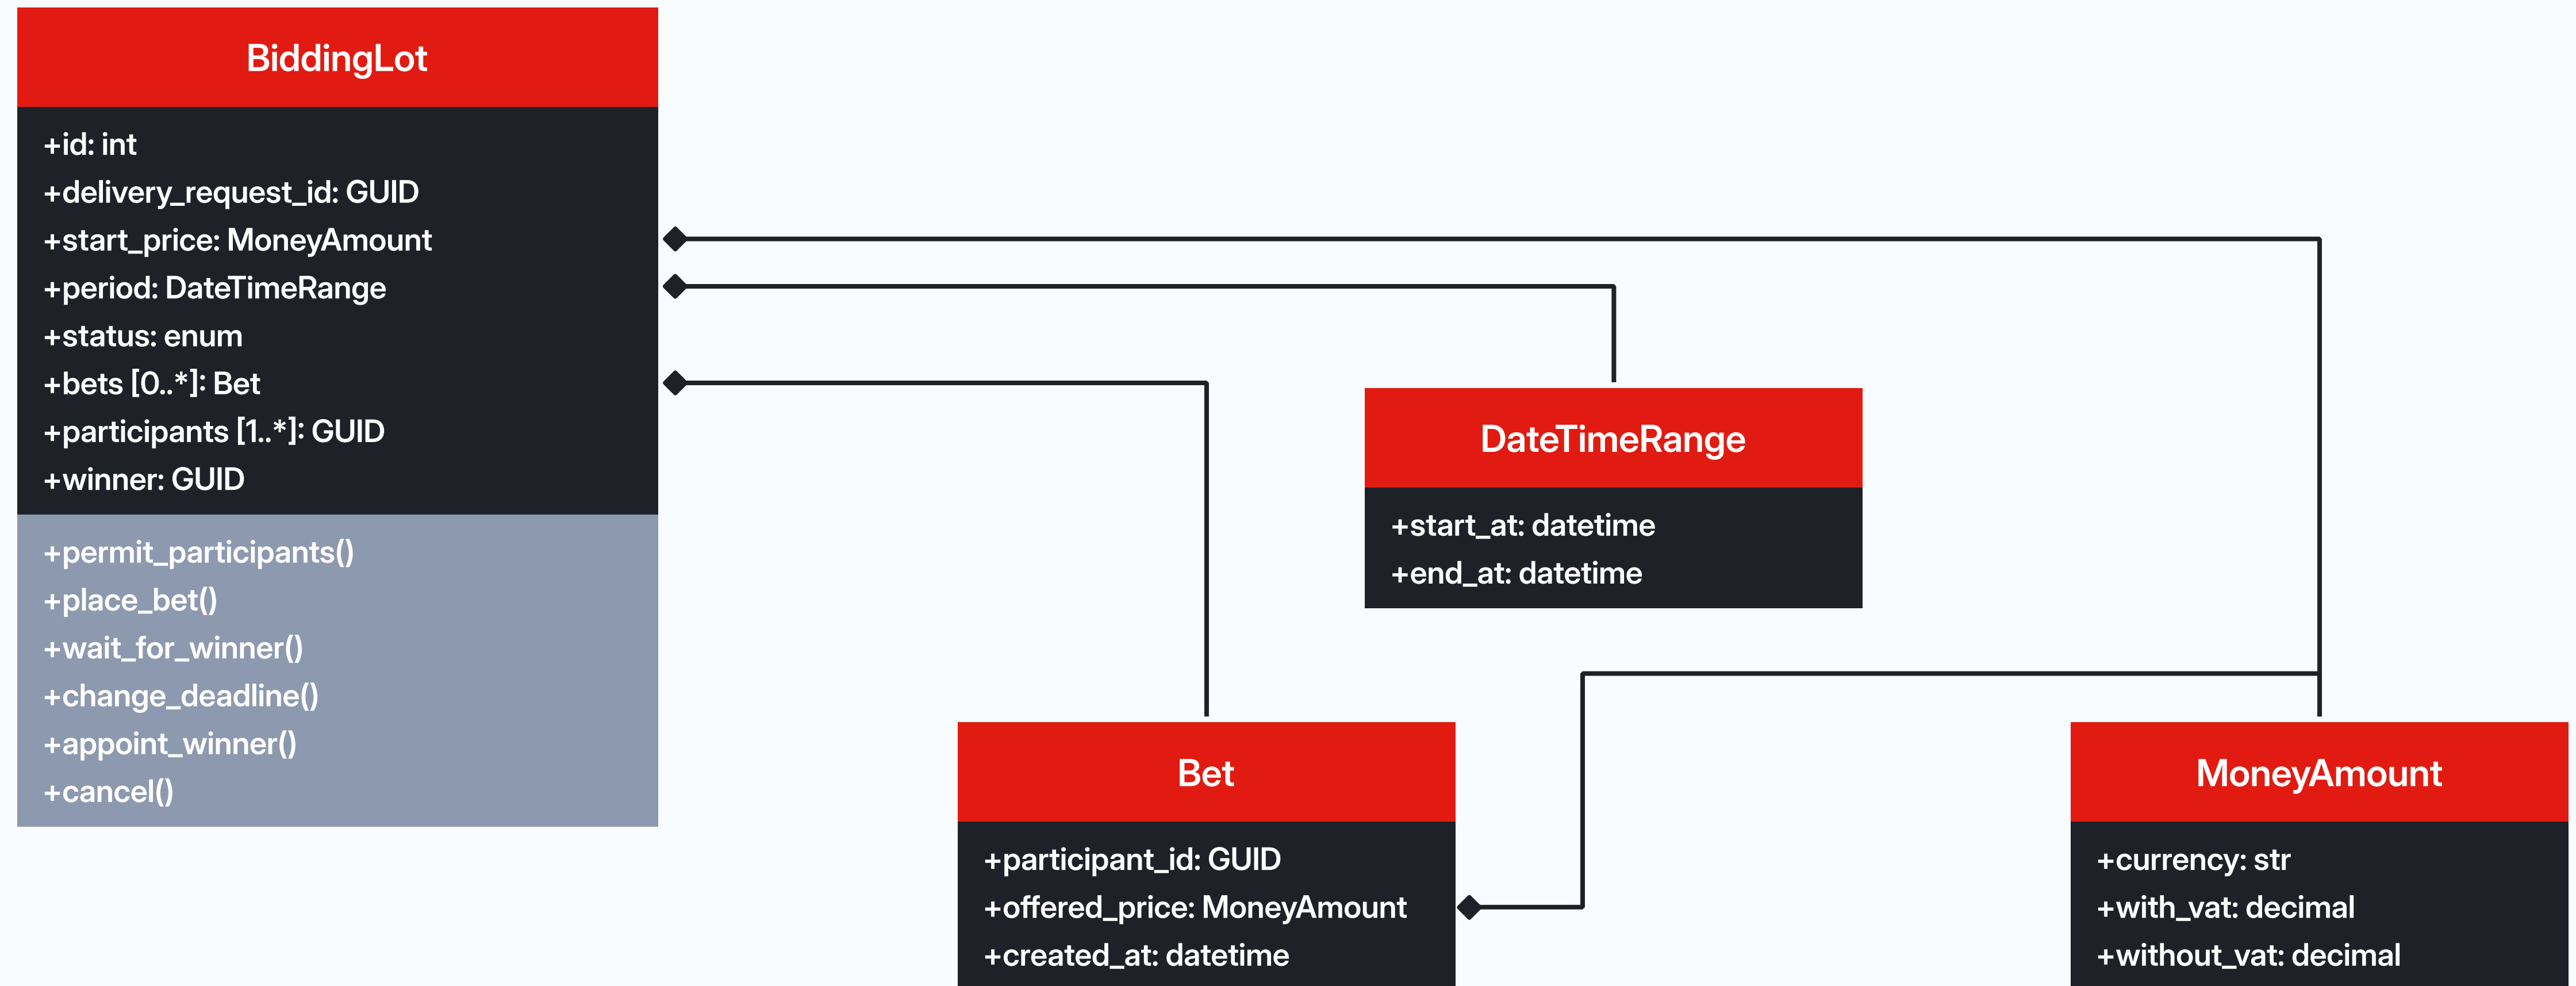 BiddingLot
+id: int
+delivery_request_id: GUID
+start_price: MoneyAmount
+period: DateTimeRange
+status: enum
+bets [0..*]: Bet
+participants [1..*]: GUID
+winner: GUID
+permit_participants()
+place_bet()
+wait_for_winner()
+change_deadline()
+appoint_winner()
+cancel()
DateTimeRange
+start_at: datetime
+end_at: datetime
Bet
+participant_id: GUID
+offered_price: MoneyAmount
+created_at: datetime
MoneyAmount
+currency: str
+with_vat: decimal
+without_vat: decimal